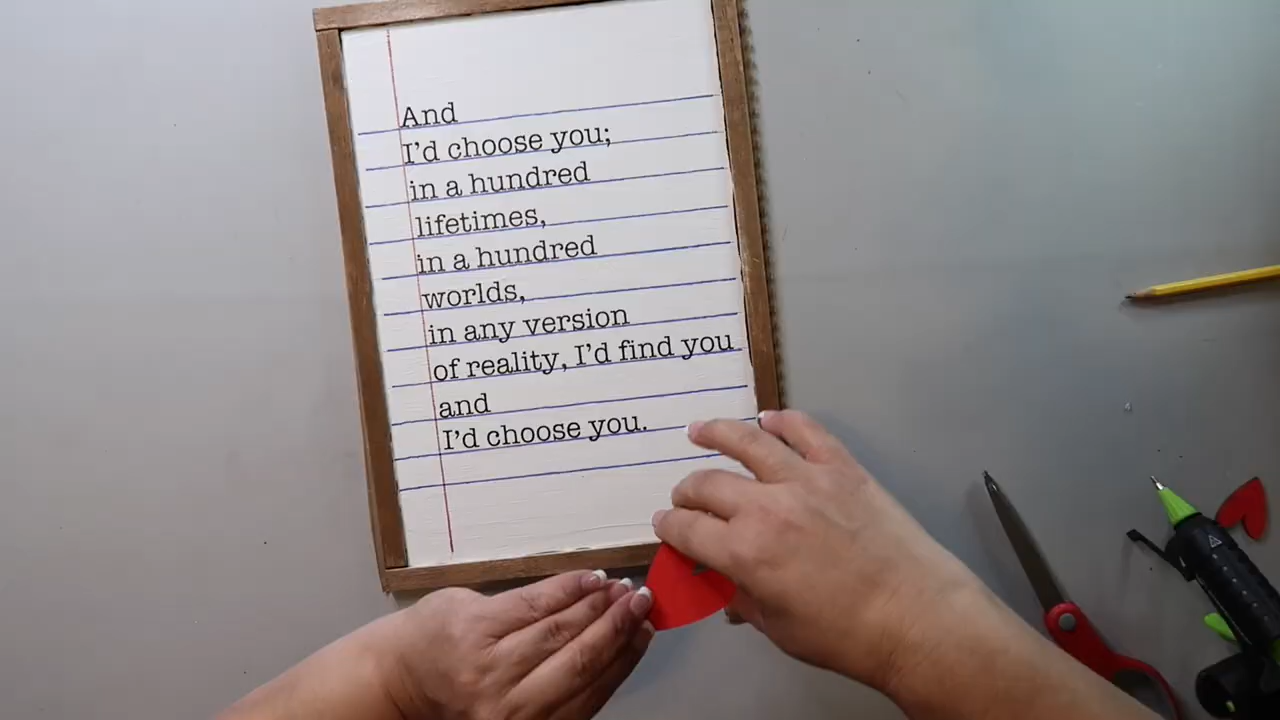 And
I'd choose you;
in a hundred
lifetimes,
in a hundred
worlds,
in any version
of reality, I'd find you
and
I'd choose you.